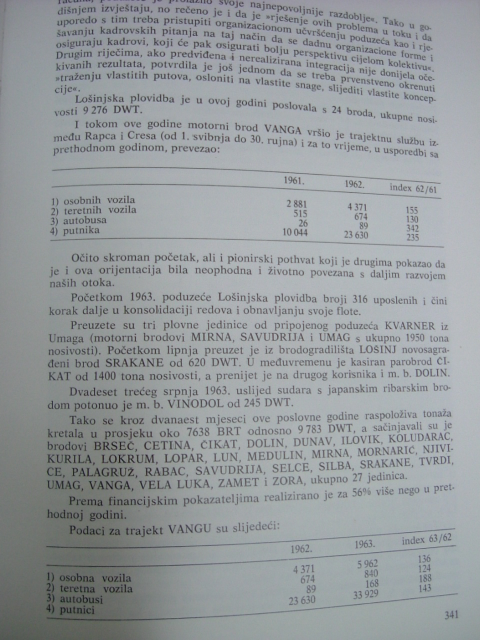 prolazilo svoje najnepovoljnije razdoblje«. Tako u go-
dišnjem izvještaju, no rečeno je i da je »rješenje ovih problema u toku i da
uporedo s tim treba pristupiti organizacionom učvršćenju poduzeća kao i rje-
šavanju kadrovskih pitanja na taj način da se dadnu organizacione forme i
osiguraju kadrovi, koji će pak osigurati bolju perspektivu cijelom kolektivu«.
Drugim riječima, ako predviđena i nerealizirana integracija nije donijela oče-
kivanih rezultata, potvrdila je još jednom da se treba prvenstveno okrenuti
»traženju vlastitih putova, osloniti na vlastite snage, slijediti vlastite koncep-
cije«.
Lošinjska plovidba je u ovoj godini poslovala s 24 broda, ukupne nosi-
vosti 9 276 DWT.
I tokom ove godine motorni brod VANGA vršio je trajektnu službu iz-
među Rapca i Cresa (od 1. svibnja do 30. rujna) i za to vrijeme, u usporedbi sa
prethodnom godinom, prevezao:
1961. 1962. index 62/61
1) osobnih vozila 2 881 4 371 155
2) teretnih vozila 515 674 130
3) autobusa 26 89 342
4) putnika 10 044 23 630 235
Očito skroman početak, ali i pionirski pothvat koji je drugima pokazao da
je i ova orijentacija bila neophodna i životno povezana s daljim razvojem
naših otoka.
Početkom 1963. poduzeće Lošinjska plovidba broji 316 uposlenih i čini
korak dalje u konsolidaciji redova i obnavljanju svoje flote.
Preuzete su tri plovne jedinice od pripojenog poduzeća KVARNER iz
Umaga (motorni brodovi MIRNA, SAVUDRIJA i UMAG s ukupno 1950 tona
nosivosti). Početkom lipnja preuzet je iz brodogradilišta LOŠINJ novosagra-
đeni brod SRAKANE od 620 DWT. U međuvremenu je kasiran parobrod ČI-
KAT od 1400 tona nosivosti, a prenijet je na drugog korisnika i m. b. DOLIN.
Dvadeset trećeg srpnja 1963. uslijed sudara s japanskim ribarskim bro-
dom potonuo je m. b. VINODOL od 245 DWT.
Tako se kroz dvanaest mjeseci ove poslovne godine raspoloživa tonaža
kretala u prosjeku oko 7638 BRT odnosno 9 783 DWT, a sačinjavali su je
brodovi BRSEČ, CETINA, ČIKAT, DOLIN, DUNAV, ILOVIK, KOLUDARAC,
KURILA, LOKRUM, LOPAR, LUN, MEDULIN, MIRNA, MORNARIĆ, NJIVI-
CE, PALAGRUŽ, RABAC, SAVUDRIJA, SELCE, SILBA, SRAKANE, TVRDI,
UMAG, VANGA, VELA LUKA, ZAMET i ZORA, ukupno 27 jedinica.
Prema financijskim pokazateljima realizirano je za 56% više nego u pret-
hodnoj godini.
Podaci za trajekt VANGU su slijedeći:
1962. 1963. index 63/62
1) osobna vozila 4 371 5 962 136
2) teretna vozila 674 840 124
3) autobusi 89 168 188
4) putnici 23 630 33 929 143
341